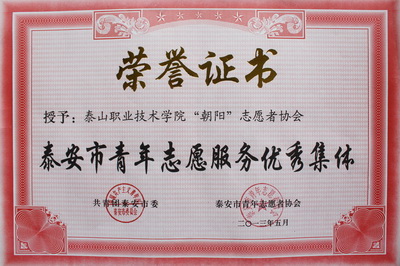 荣誉证书
授予：泰山职业技术学院“朝阳”志愿者协会
泰安市青年志愿服务优秀集体
共青团泰安市委 泰安市青年志愿者协会
二〇一三年五月